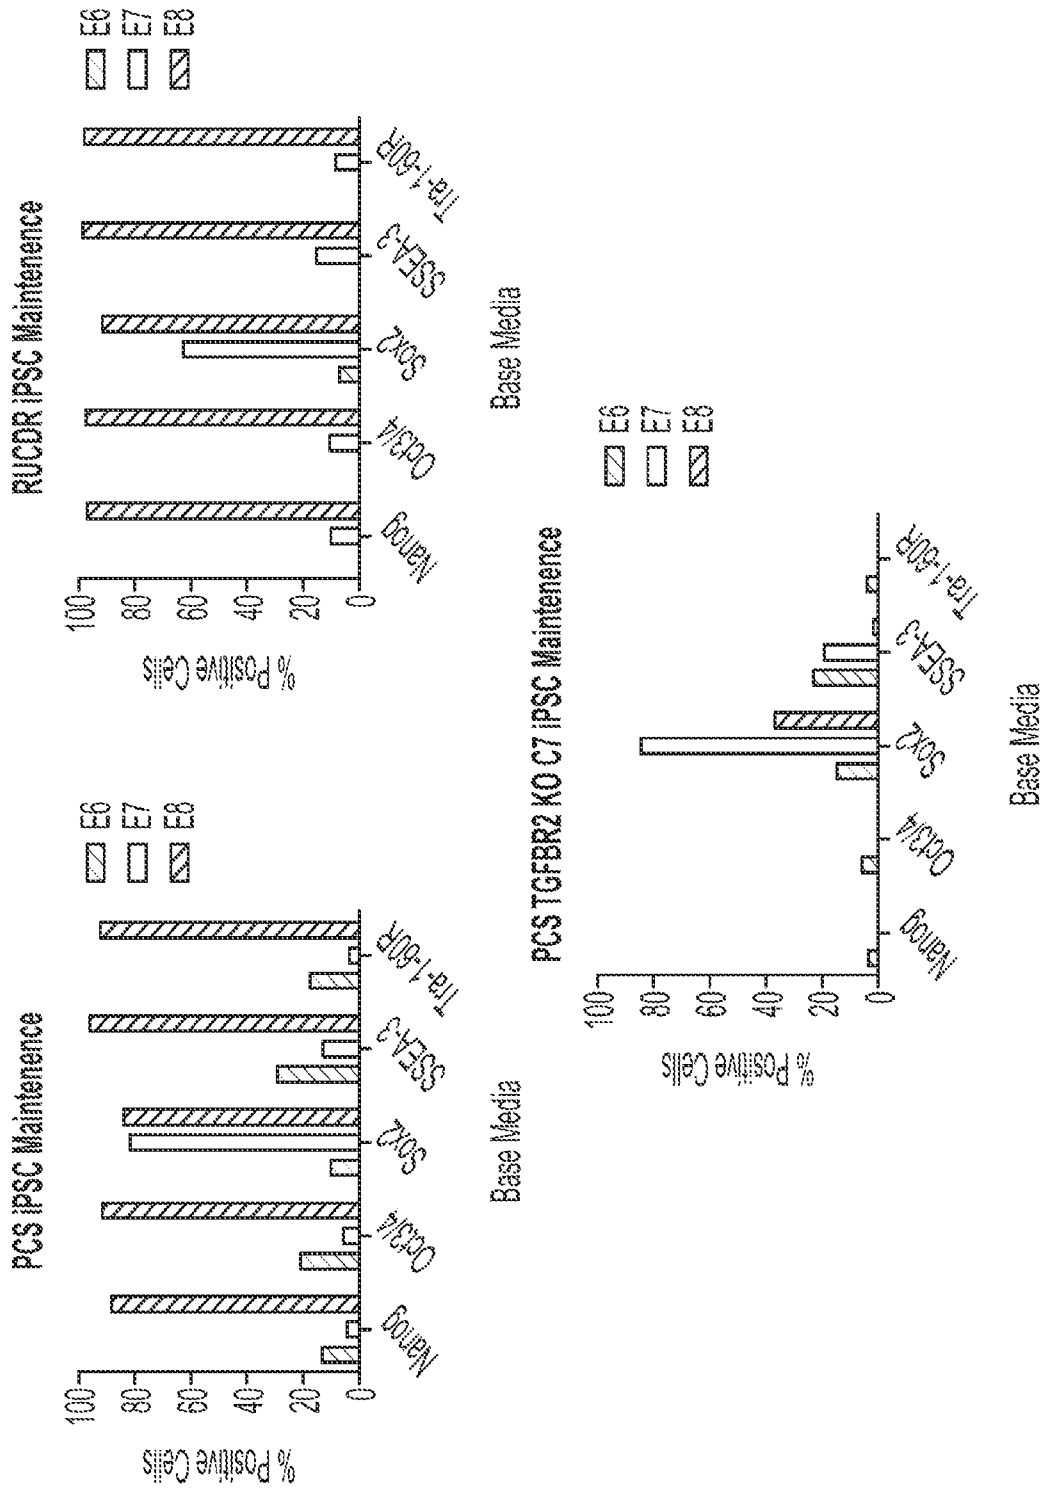 PCS iPSC Maintenence
% Positive Cells
100
80
60
40
20
0
Nanog
Oct3/4
Sox2
SSEA-3
Tra-1-60R
Base Media
E6
E7
E8
RUCDR iPSC Maintenence
% Positive Cells
100
80
60
40
20
0
Nanog
Oct3/4
Sox2
SSEA-3
Tra-1-60R
Base Media
E6
E7
E8
PCS TGFBR2 KO C7 iPSC Maintenence
% Positive Cells
100
80
60
40
20
0
Nanog
Oct3/4
Sox2
SSEA-3
Tra-1-60R
Base Media
E6
E7
E8